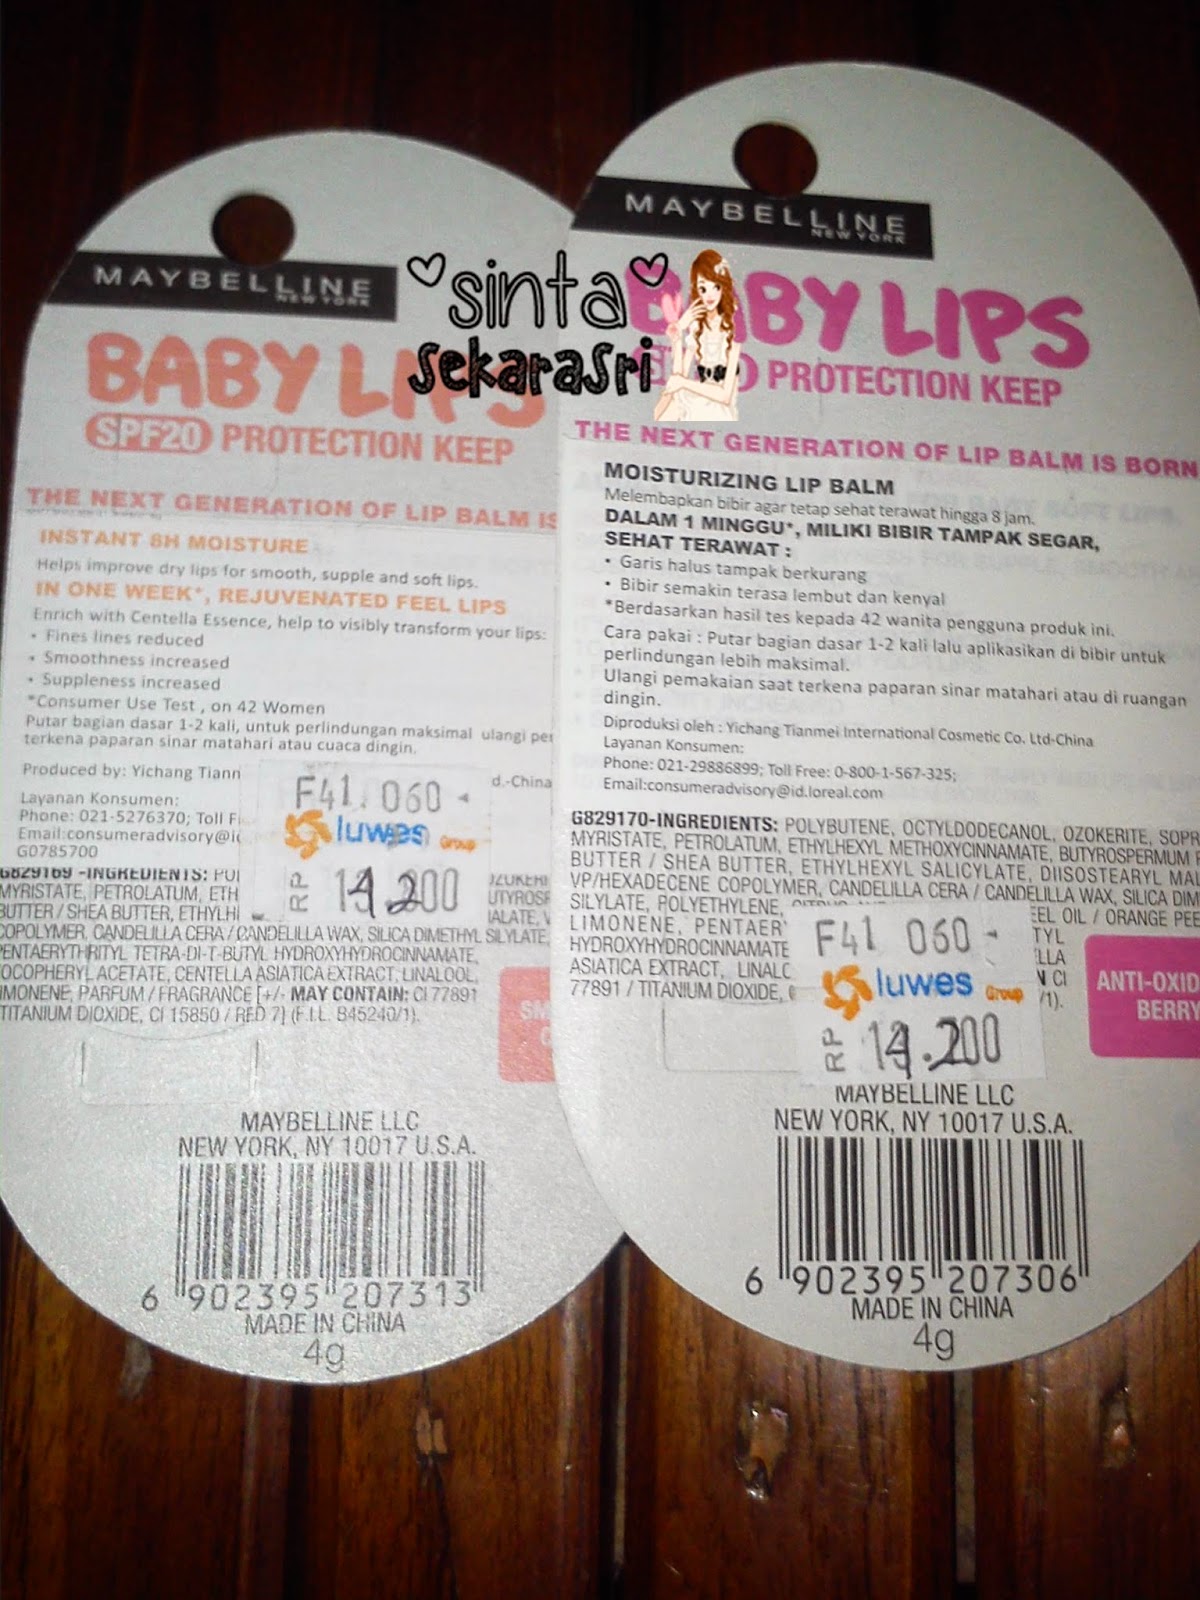 sinta
sekarasri
MAYBELLINE
NEW YORK
BABY LIPS
SPF20 PROTECTION KEEP
THE NEXT GENERATION OF LIP BALM IS
INSTANT 8H MOISTURE
Helps improve dry lips for smooth, supple and soft lips.
IN ONE WEEK*, REJUVENATED FEEL LIPS
Enrich with Centella Essence, help to visibly transform your lips:
• Fines lines reduced
• Smoothness increased
• Suppleness increased
*Consumer Use Test , on 42 Women
Putar bagian dasar 1-2 kali, untuk perlindungan maksimal ulangi
terkena paparan sinar matahari atau cuaca dingin.
Produced by: Yichang d.-China
Layanan Konsumen:
Phone: 021-5276370; Toll
Email:consumeradvisory@
G0785700
G829169 -INGREDIENTS:
MYRISTATE, PETROLATUM,
BUTTER / SHEA BUTTER,
COPOLYMER, CANDELILLA CERA / CANDELILLA WAX, SILICA DIMETHYL SILYLATE,
PENTAERYTHRITYL TETRA-DI-T-BUTYL HYDROXYHYDROCINNAMATE,
TOCOPHERYL ACETATE, CENTELLA ASIATICA EXTRACT, LINALOOL,
LIMONENE, PARFUM / FRAGRANCE [+/- MAY CONTAIN: CI 77891
TITANIUM DIOXIDE, CI 15850 / RED 7] (F.I.L. B45240/1).
F41. 060
luwes Group
RP 14.200
MAYBELLINE LLC
NEW YORK, NY 10017 U.S.A.
6 902395 207313
MADE IN CHINA
4g
MAYBELLINE
NEW YORK
BABY LIPS
PROTECTION KEEP
THE NEXT GENERATION OF LIP BALM IS BORN
MOISTURIZING LIP BALM
Melembapkan bibir agar tetap sehat terawat hingga 8 jam.
DALAM 1 MINGGU*, MILIKI BIBIR TAMPAK SEGAR,
SEHAT TERAWAT :
• Garis halus tampak berkurang
• Bibir semakin terasa lembut dan kenyal
*Berdasarkan hasil tes kepada 42 wanita pengguna produk ini.
Cara pakai : Putar bagian dasar 1-2 kali lalu aplikasikan di bibir untuk
perlindungan lebih maksimal.
Ulangi pemakaian saat terkena paparan sinar matahari atau di ruangan
dingin.
Diproduksi oleh : Yichang Tianmei International Cosmetic Co. Ltd-China
Layanan Konsumen:
Phone: 021-29886899; Toll Free: 0-800-1-567-325;
Email:consumeradvisory@id.loreal.com
G829170-INGREDIENTS: POLYBUTENE, OCTYLDODECANOL, OZOKERITE,
MYRISTATE, PETROLATUM, ETHYLHEXYL METHOXYCINNAMATE, BUTYROSPERMUM
BUTTER / SHEA BUTTER, ETHYLHEXYL SALICYLATE, DIISOSTEARYL
VP/HEXADECENE COPOLYMER, CANDELILLA CERA / CANDELILLA WAX, SILICA
SILYLATE, POLYETHYLENE, OIL / ORANGE
LIMONENE,
HYDROXYHYDROCINNAMATE
ASIATICA EXTRACT,
77891 / TITANIUM DIOXIDE,
F41 060
luwes Group
RP 14.200
ANTI-OXID
BERRY
MAYBELLINE LLC
NEW YORK, NY 10017 U.S.A.
6 902395 207306
MADE IN CHINA
4g